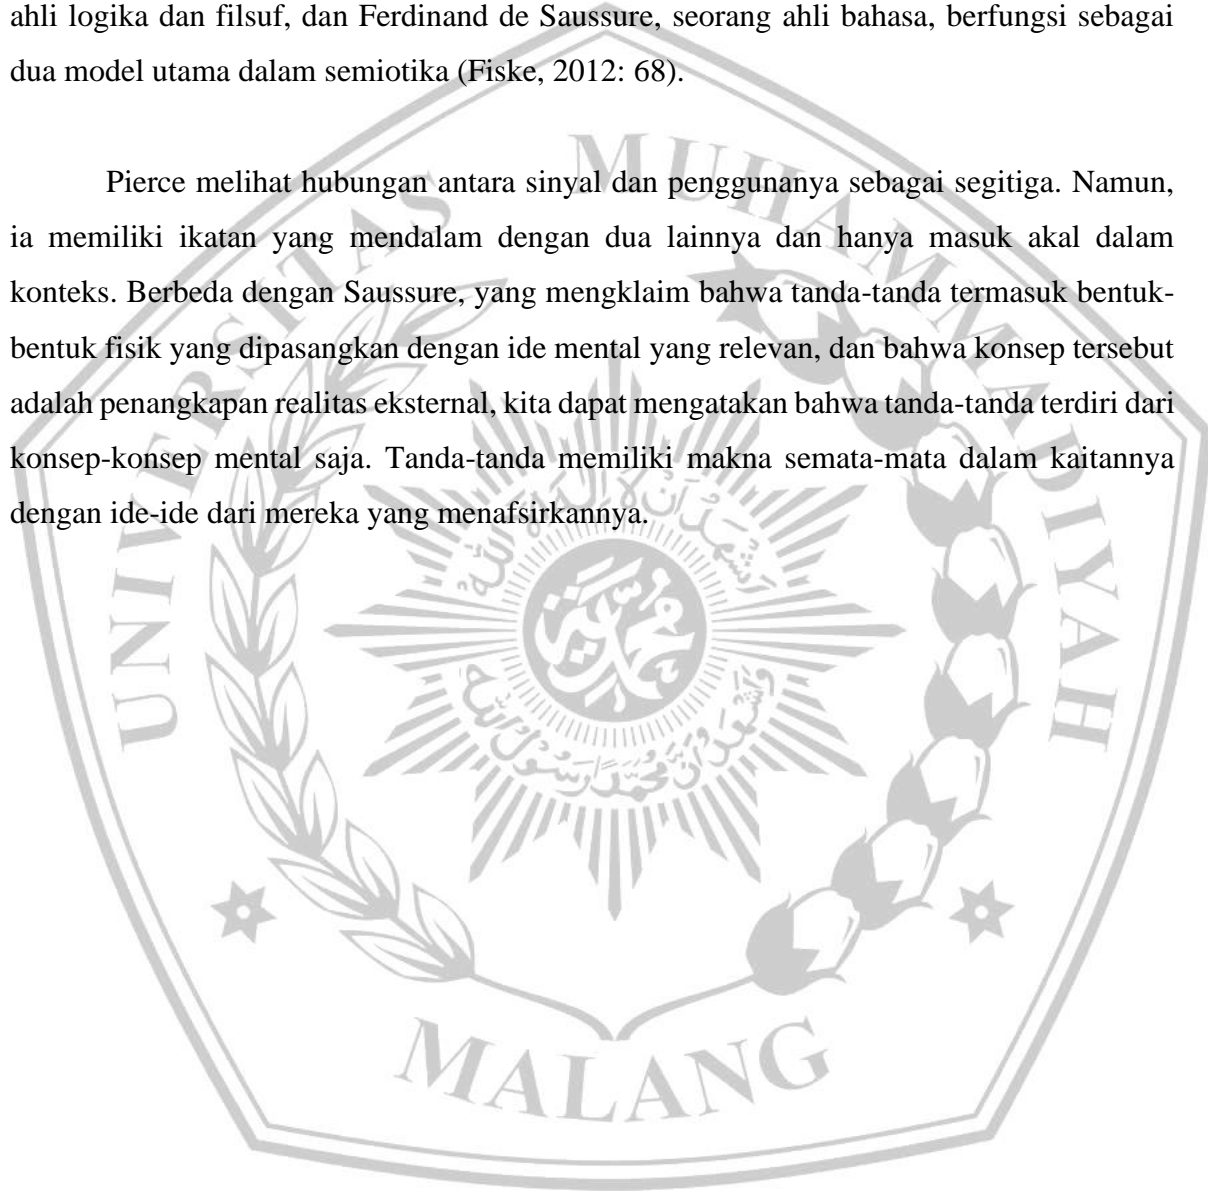 ahli logika dan filsuf, dan Ferdinand de Saussure, seorang ahli bahasa, berfungsi sebagai
dua model utama dalam semiotika (Fiske, 2012: 68).
Pierce melihat hubungan antara sinyal dan penggunanya sebagai segitiga. Namun,
ia memiliki ikatan yang mendalam dengan dua lainnya dan hanya masuk akal dalam
konteks. Berbeda dengan Saussure, yang mengklaim bahwa tanda-tanda termasuk bentuk-
bentuk fisik yang dipasangkan dengan ide mental yang relevan, dan bahwa konsep tersebut
adalah penangkapan realitas eksternal, kita dapat mengatakan bahwa tanda-tanda terdiri dari
konsep-konsep mental saja. Tanda-tanda memiliki makna semata-mata dalam kaitannya
dengan ide-ide dari mereka yang menafsirkannya.
UNIVERSITAS MUHAMMADIYAH
MALANG